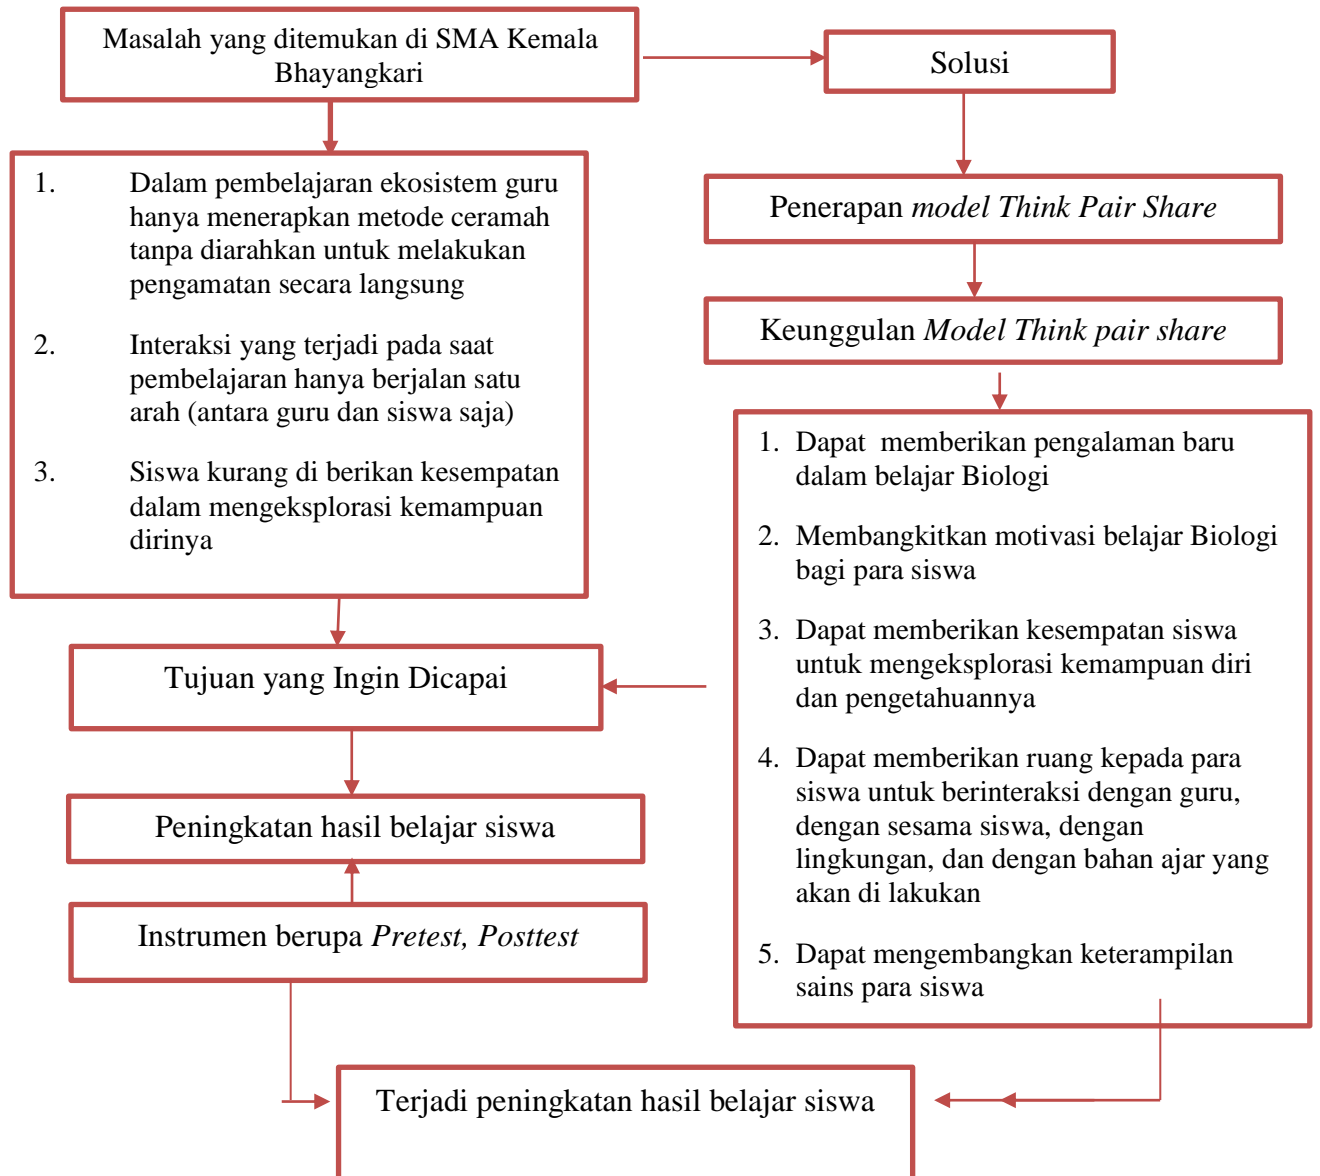 Masalah yang ditemukan di SMA Kemala
Bhayangkari
Solusi
1. Dalam pembelajaran ekosistem guru
hanya menerapkan metode ceramah
tanpa diarahkan untuk melakukan
pengamatan secara langsung
2. Interaksi yang terjadi pada saat
pembelajaran hanya berjalan satu
arah (antara guru dan siswa saja)
3. Siswa kurang di berikan kesempatan
dalam mengeksplorasi kemampuan
dirinya
Penerapan model Think Pair Share
Keunggulan Model Think pair share
1. Dapat memberikan pengalaman baru
dalam belajar Biologi
2. Membangkitkan motivasi belajar Biologi
bagi para siswa
3. Dapat memberikan kesempatan siswa
untuk mengeksplorasi kemampuan diri
dan pengetahuannya
4. Dapat memberikan ruang kepada para
siswa untuk berinteraksi dengan guru,
dengan sesama siswa, dengan
lingkungan, dan dengan bahan ajar yang
akan di lakukan
5. Dapat mengembangkan keterampilan
sains para siswa
Tujuan yang Ingin Dicapai
Peningkatan hasil belajar siswa
Instrumen berupa Pretest, Posttest
Terjadi peningkatan hasil belajar siswa